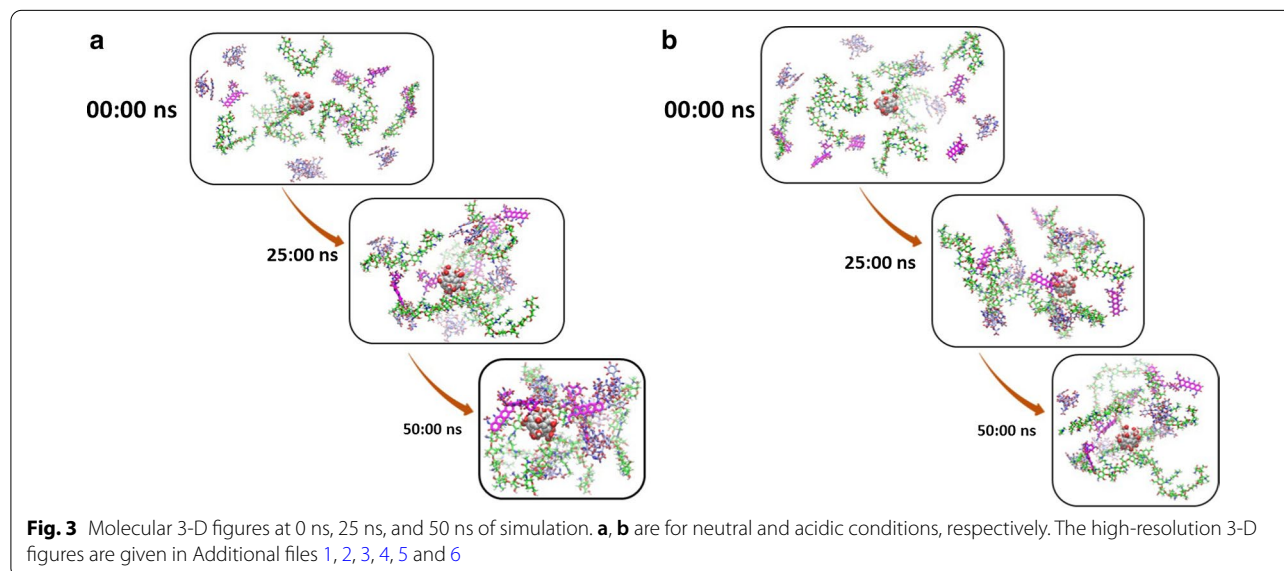 a
b
00:00 ns
00:00 ns
25:00 ns
25:00 ns
50:00 ns
50:00 ns
Fig. 3 Molecular 3-D figures at 0 ns, 25 ns, and 50 ns of simulation. a, b are for neutral and acidic conditions, respectively. The high-resolution 3-D
figures are given in Additional files 1, 2, 3, 4, 5 and 6